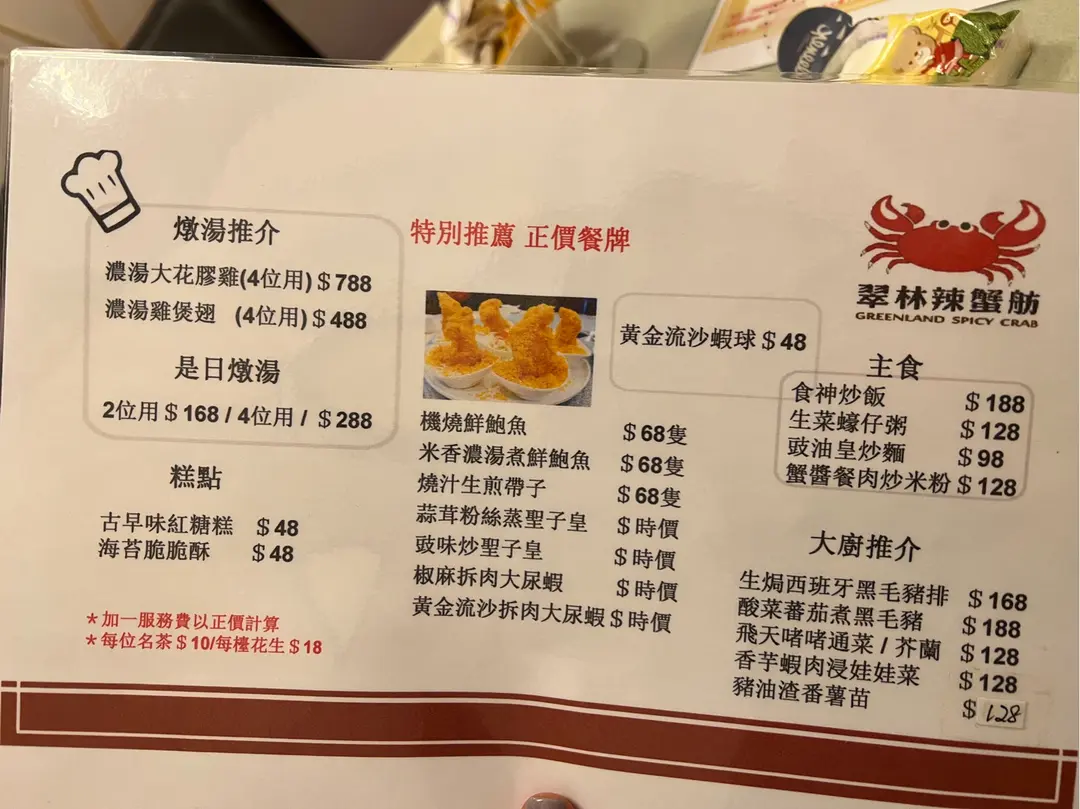 燉湯推介
濃湯大花膠雞(4位用)$788
濃湯雞煲翅 (4位用)$488
是日燉湯
2位用$168/4位用/ $288
糕點
古早味紅糖糕 $48
海苔脆脆酥 $48
*加一服務費以正價計算
*每位名茶$10/每檯花生$18
特別推薦 正價餐牌
黃金流沙蝦球$48
機燒鮮鮑魚 $68隻
米香濃湯煮鮮鮑魚 $68隻
燒汁生煎帶子 $68隻
蒜茸粉絲蒸聖子皇 $時價
豉味炒聖子皇 $時價
椒麻拆肉大尿蝦 $時價
黃金流沙拆肉大尿蝦$時價
翠林辣蟹舫
GREENLAND SPICY CRAB
主食
食神炒飯 $188
生菜蠔仔粥 $128
豉油皇炒麵 $98
蟹醬餐肉炒米粉$128
大廚推介
生焗西班牙黑毛豬排 $168
酸菜蕃茄煮黑毛豬 $188
飛天啫啫通菜/芥蘭 $128
香芋蝦肉浸娃娃菜 $128
豬油渣番薯苗 $128